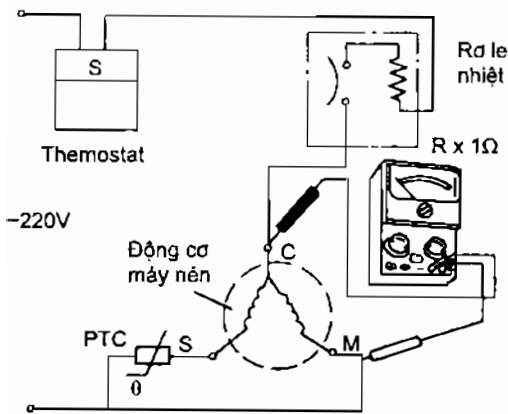 S
Rơ le
nhiệt
Themostat
R x 1Ω
~220V
Động cơ
máy nén
C
PTC
S
M
θ